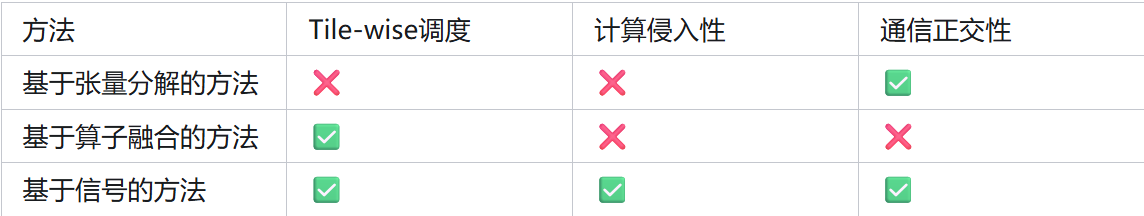 方法 Tile-wise调度 计算侵入性 通信正交性
基于张量分解的方法 ❌ ❌ ✅
基于算子融合的方法 ✅ ❌ ❌
基于信号的方法 ✅ ✅ ✅